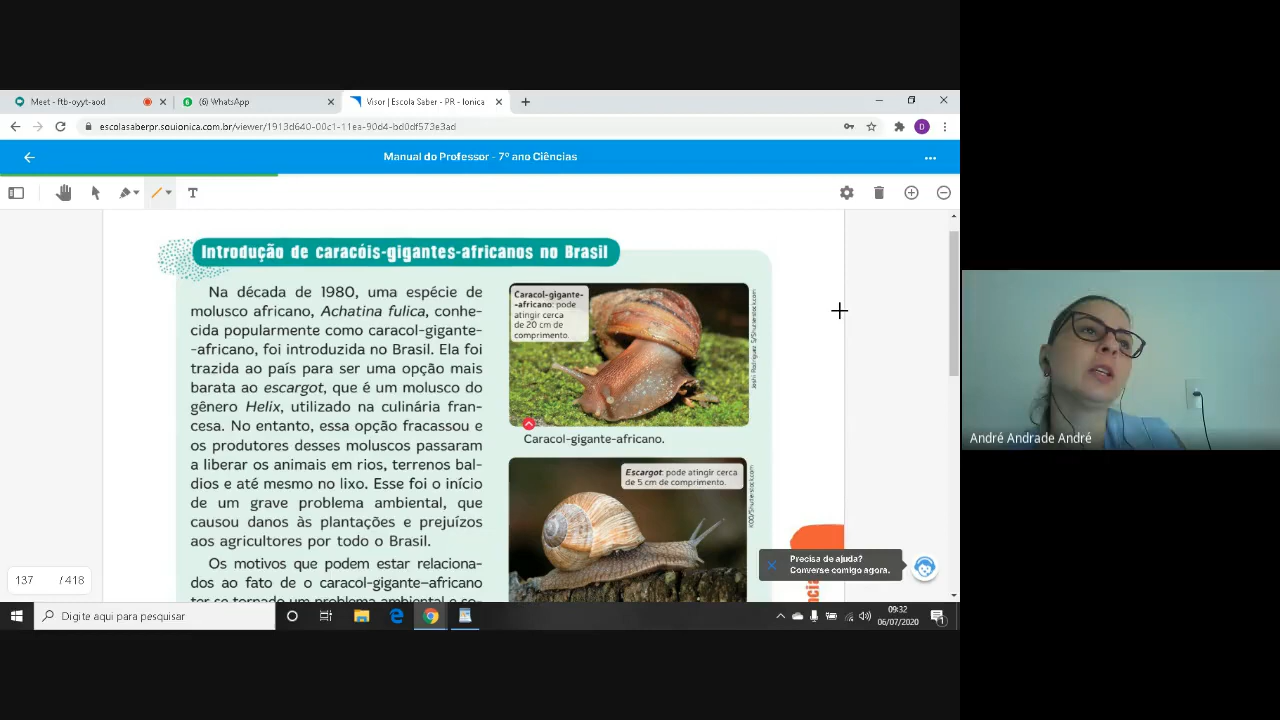 Meet - ftb-oyyt-aod
(6) WhatsApp
Visor | Escola Saber - PR - Ionica
escolasaberpr.souionica.com.br/viewer/1913d640-00c1-11ea-90d4-bd0df573e3ad
D
Manual do Professor - 7º ano Ciências
T
Introdução de caracóis-gigantes-africanos no Brasil
Na década de 1980, uma espécie de
molusco africano, Achatina fulica, conhe-
cida popularmente como caracol-gigante-
-africano, foi introduzida no Brasil. Ela foi
trazida ao país para ser uma opção mais
barata ao escargot, que é um molusco do
gênero Helix, utilizado na culinária fran-
cesa. No entanto, essa opção fracassou e
os produtores desses moluscos passaram
a liberar os animais em rios, terrenos bal-
dios e até mesmo no lixo. Esse foi o início
de um grave problema ambiental, que
causou danos às plantações e prejuízos
aos agricultores por todo o Brasil.
Os motivos que podem estar relaciona-
dos ao fato de o caracol-gigante–africano
ter se tornado um problema ambiental e so-
Caracol-gigante-
-africano: pode
atingir cerca
de 20 cm de
comprimento.
Caracol-gigante-africano.
Escargot: pode atingir cerca
de 5 cm de comprimento.
137 / 418
Precisa de ajuda?
Converse comigo agora.
Digite aqui para pesquisar
09:32
06/07/2020
André Andrade André